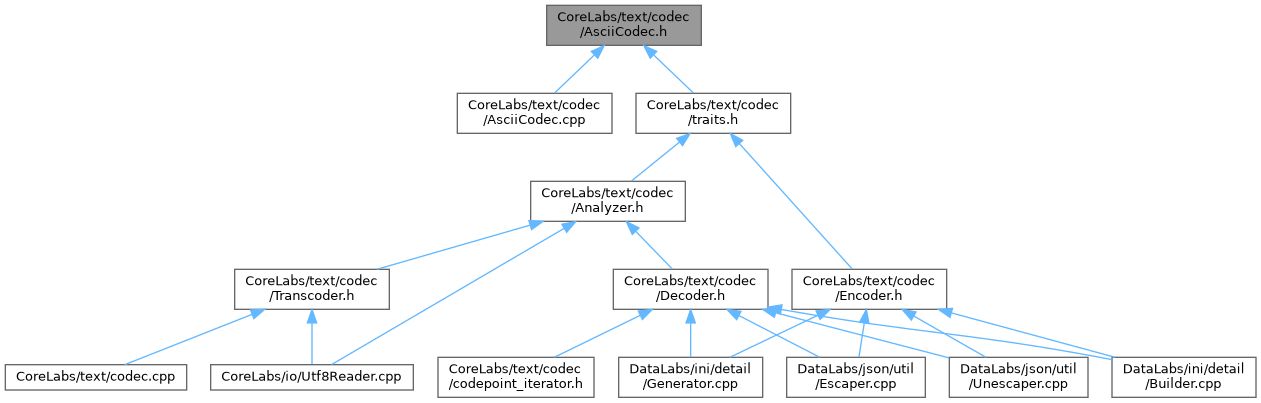 CoreLabs/text/codec
/AsciiCodec.h
CoreLabs/text/codec
/AsciiCodec.cpp
CoreLabs/text/codec
/traits.h
CoreLabs/text/codec
/Analyzer.h
CoreLabs/text/codec
/Transcoder.h
CoreLabs/text/codec
/Decoder.h
CoreLabs/text/codec
/Encoder.h
CoreLabs/text/codec.cpp
CoreLabs/io/Utf8Reader.cpp
CoreLabs/text/codec
/codepoint_iterator.h
DataLabs/ini/detail
/Generator.cpp
DataLabs/json/util
/Escaper.cpp
DataLabs/json/util
/Unescaper.cpp
DataLabs/ini/detail
/Builder.cpp